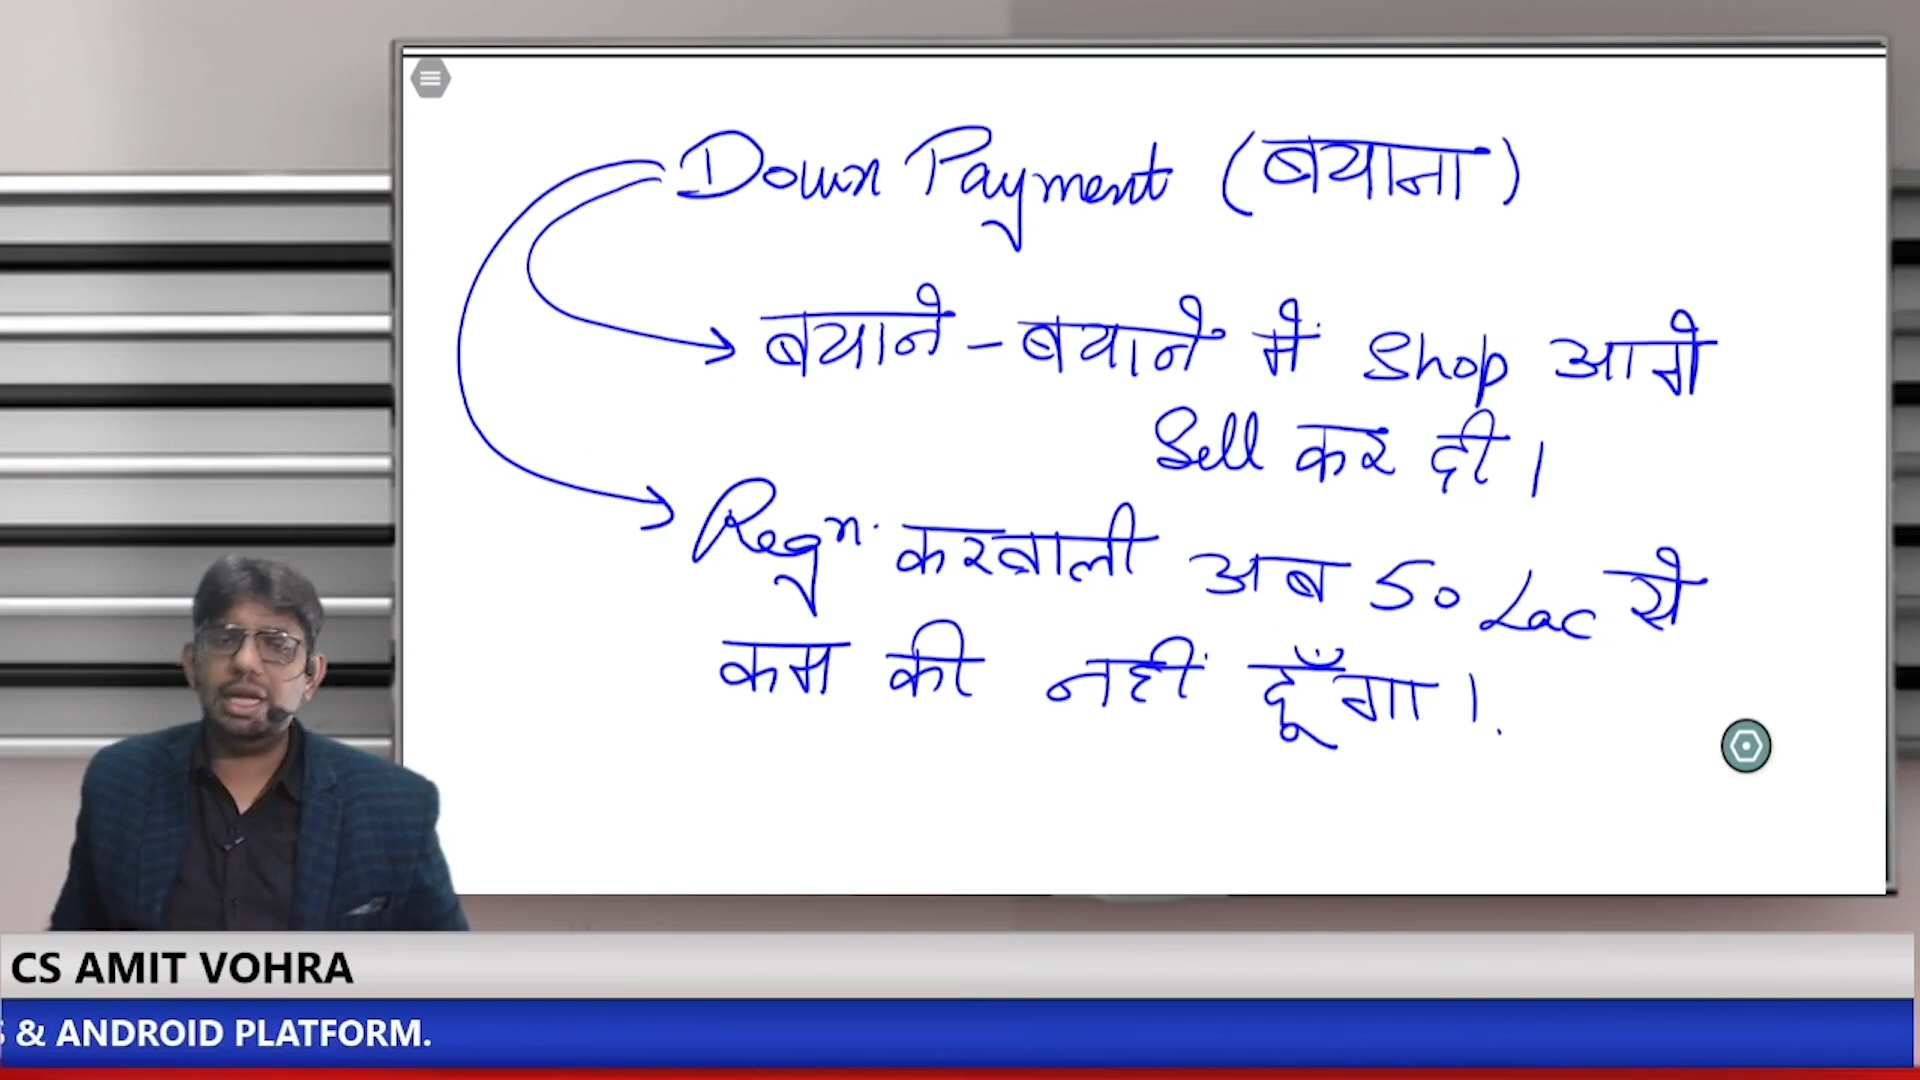 Down Payment (बयाना)
बयाने - बयाने में Shop आगे
Sell कर दी।
Regn. करवाली अब 50 Lac से
कम की नहीं दूँगा।
CS AMIT VOHRA
& ANDROID PLATFORM.